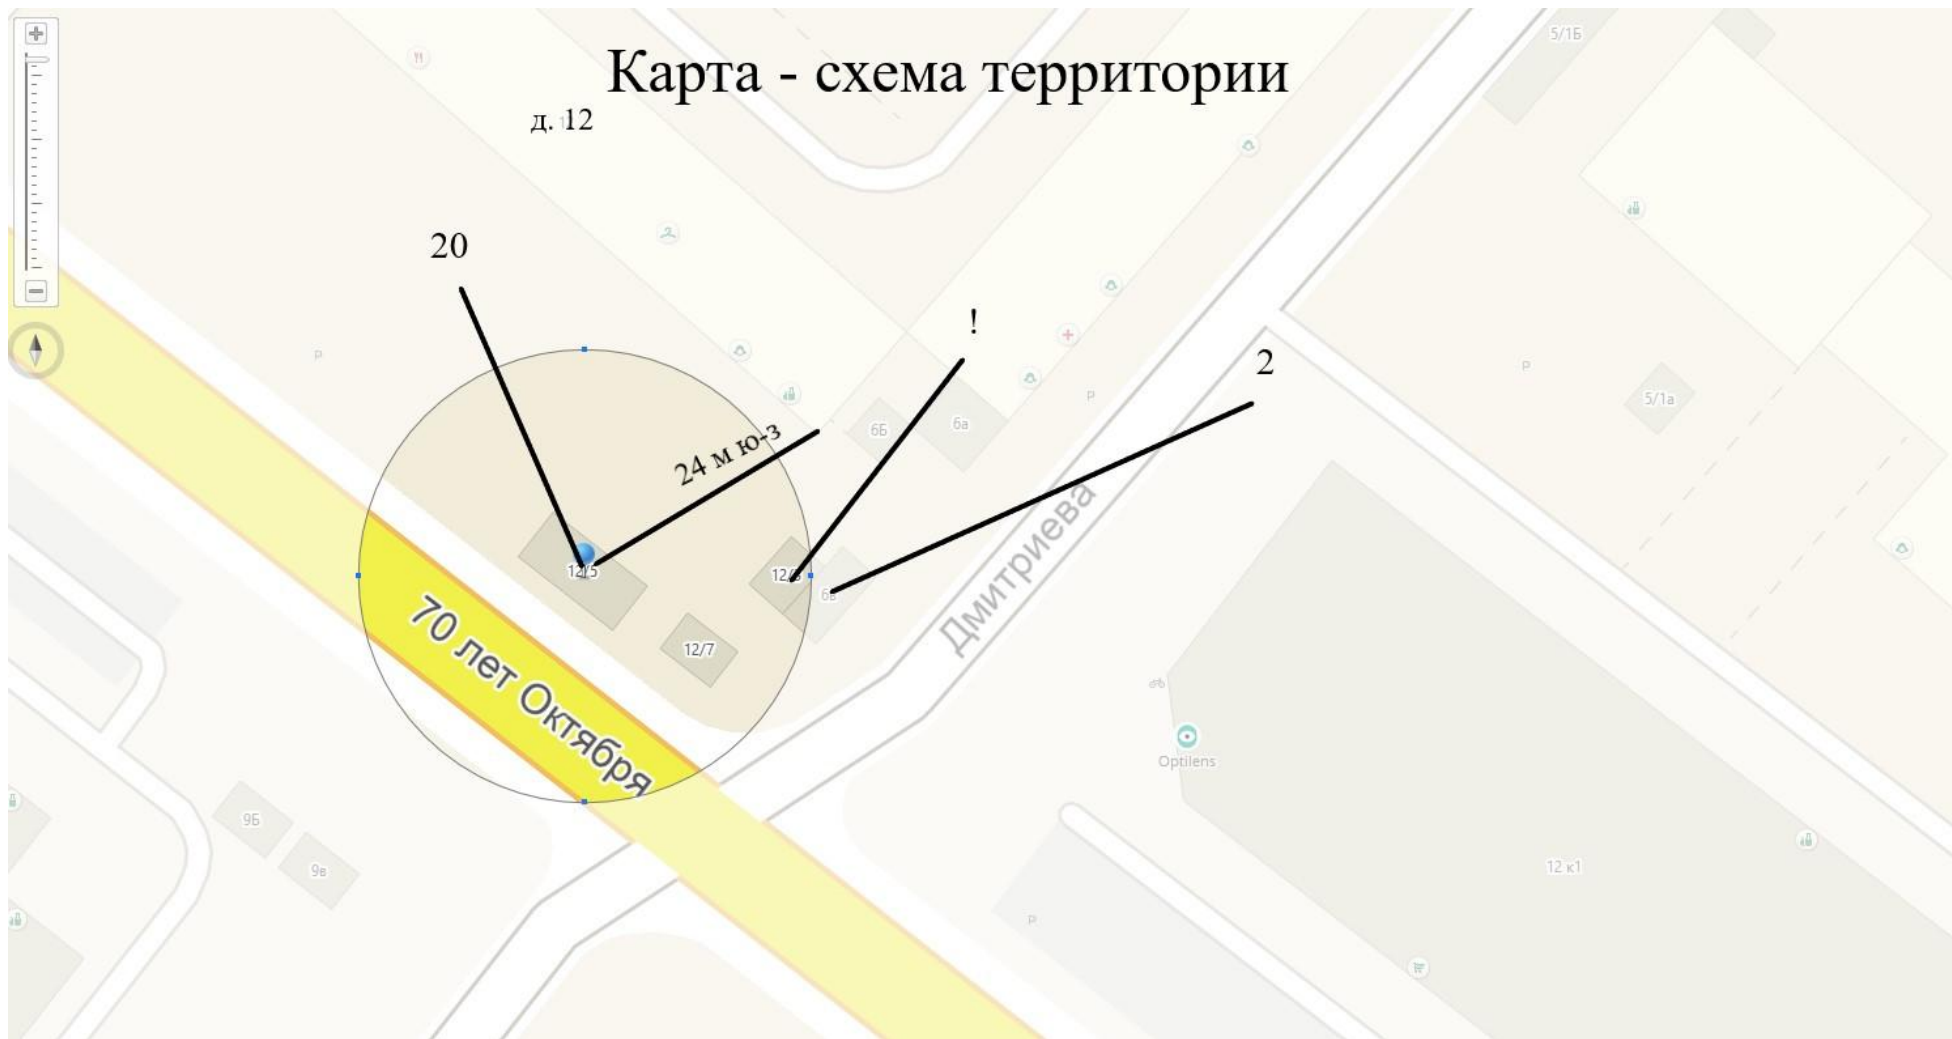 5/1Б
Карта - схема территории
д. 12
20
!
2
P
P
P
5/1а
24 м ю-з
6Б
6а
12/5
6в
12/7
Дмитриева
70 лет Октября
Optilens
9Б
9в
12 к1
P